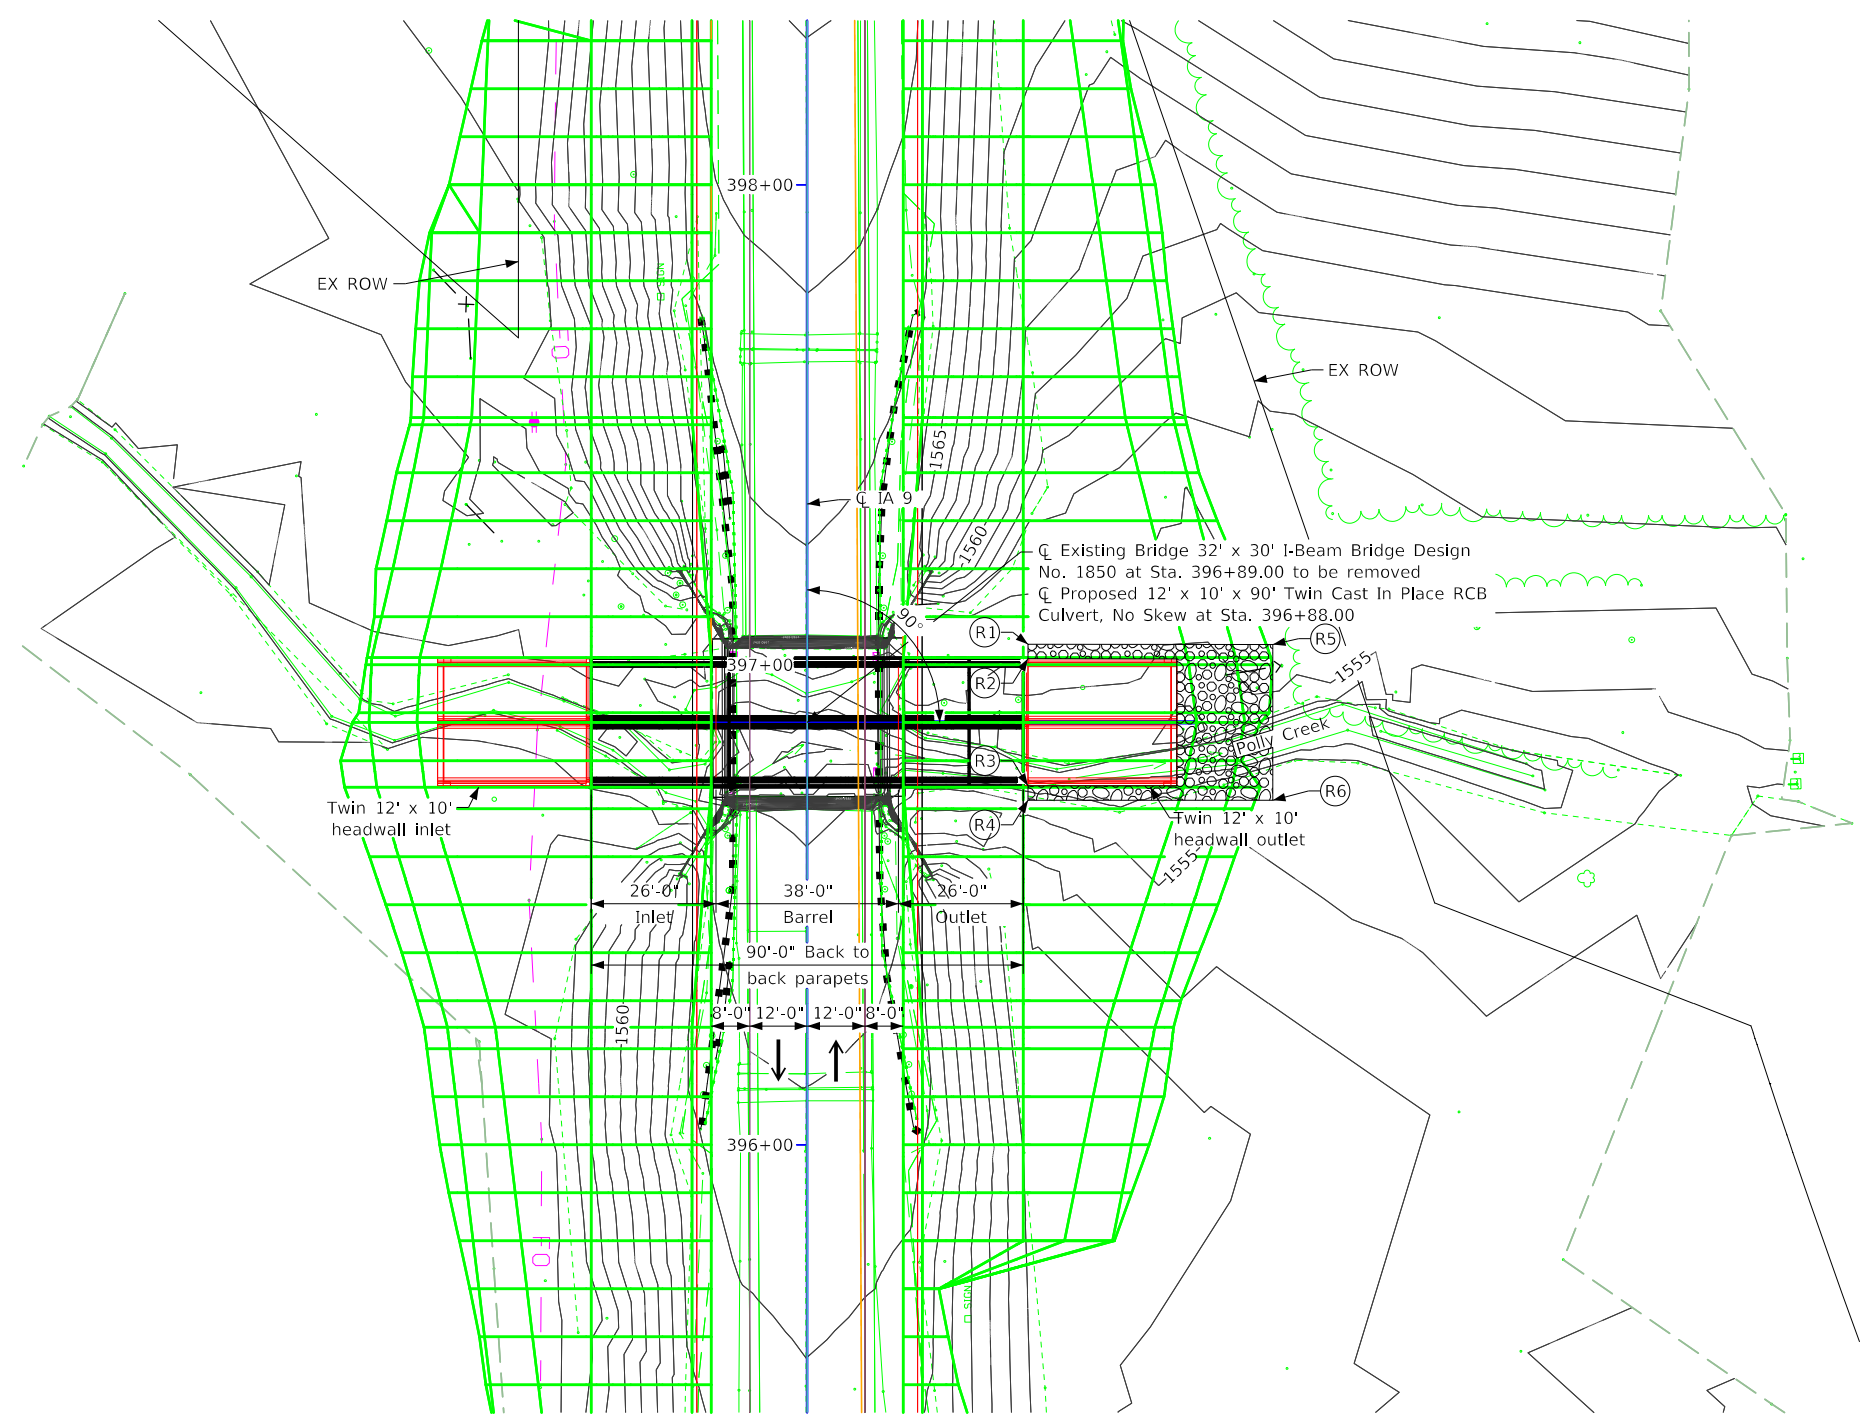 398+00
EX ROW
SIGN
FO
EX ROW
1565
℄ IA 9
1560
℄ Existing Bridge 32' x 30' I-Beam Bridge Design
No. 1850 at Sta. 396+89.00 to be removed
℄ Proposed 12' x 10' x 90' Twin Cast In Place RCB
Culvert, No Skew at Sta. 396+88.00
90°
R1
R5
397+00
R2
1555
Polly Creek
R3
R6
Twin 12' x 10'
headwall inlet
R4
Twin 12' x 10'
headwall outlet
1555
26'-0"
38'-0"
26'-0"
Inlet
Barrel
Outlet
90'-0" Back to
back parapets
8'-0"
12'-0"
12'-0"
8'-0"
1560
396+00
FO
SIGN